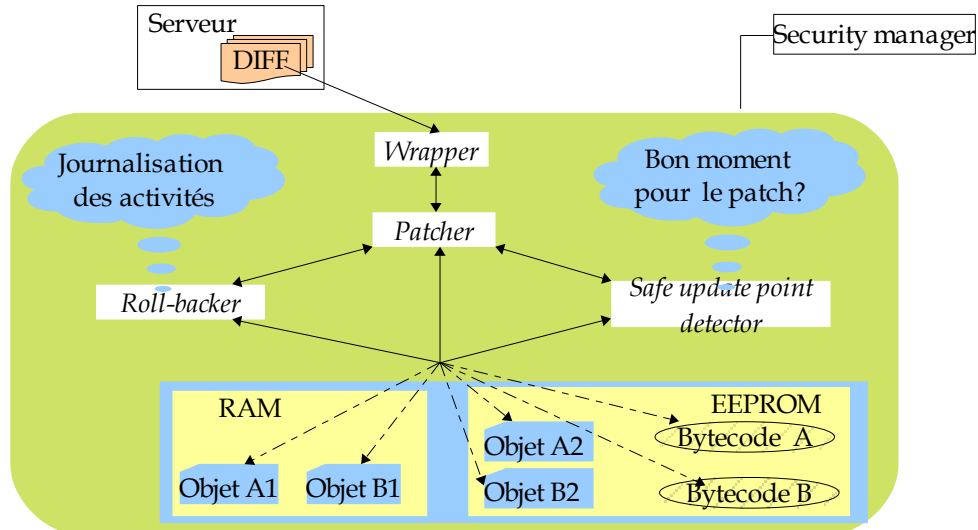 Serveur
DIFF
Security manager
Journalisation
des activités
Wrapper
Bon moment
pour le patch?
Patcher
Roll-backer
Safe update point
detector
RAM
EEPROM
Objet A1
Objet B1
Objet A2
Objet B2
Bytecode A
Bytecode B